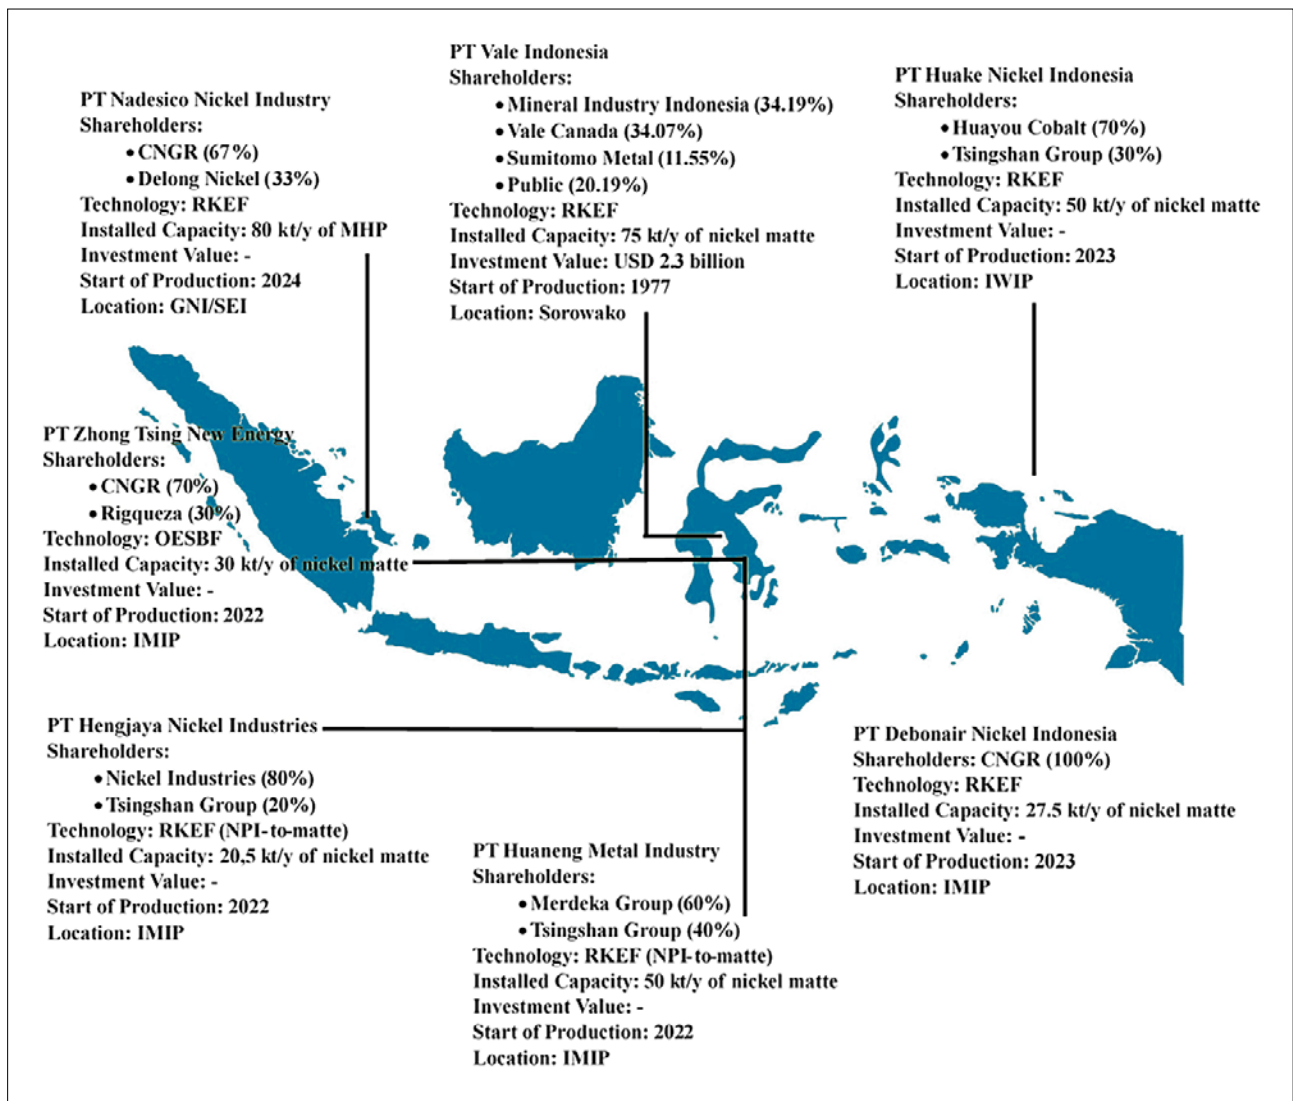 PT Nadesico Nickel Industry
Shareholders:
• CNGR (67%)
• Delong Nickel (33%)
Technology: RKEF
Installed Capacity: 80 kt/y of MHP
Investment Value: -
Start of Production: 2024
Location: GNI/SEI
PT Vale Indonesia
Shareholders:
• Mineral Industry Indonesia (34.19%)
• Vale Canada (34.07%)
• Sumitomo Metal (11.55%)
• Public (20.19%)
Technology: RKEF
Installed Capacity: 75 kt/y of nickel matte
Investment Value: USD 2.3 billion
Start of Production: 1977
Location: Sorowako
PT Huake Nickel Indonesia
Shareholders:
• Huayou Cobalt (70%)
• Tsingshan Group (30%)
Technology: RKEF
Installed Capacity: 50 kt/y of nickel matte
Investment Value: -
Start of Production: 2023
Location: IWIP
PT Zhong Tsing New Energy
Shareholders:
• CNGR (70%)
• Rigqueza (30%)
Technology: OESBF
Installed Capacity: 30 kt/y of nickel matte
Investment Value: -
Start of Production: 2022
Location: IMIP
PT Hengjaya Nickel Industries
Shareholders:
• Nickel Industries (80%)
• Tsingshan Group (20%)
Technology: RKEF (NPI-to-matte)
Installed Capacity: 20,5 kt/y of nickel matte
Investment Value: -
Start of Production: 2022
Location: IMIP
PT Huaneng Metal Industry
Shareholders:
• Merdeka Group (60%)
• Tsingshan Group (40%)
Technology: RKEF (NPI-to-matte)
Installed Capacity: 50 kt/y of nickel matte
Investment Value: -
Start of Production: 2022
Location: IMIP
PT Debonair Nickel Indonesia
Shareholders: CNGR (100%)
Technology: RKEF
Installed Capacity: 27.5 kt/y of nickel matte
Investment Value: -
Start of Production: 2023
Location: IMIP